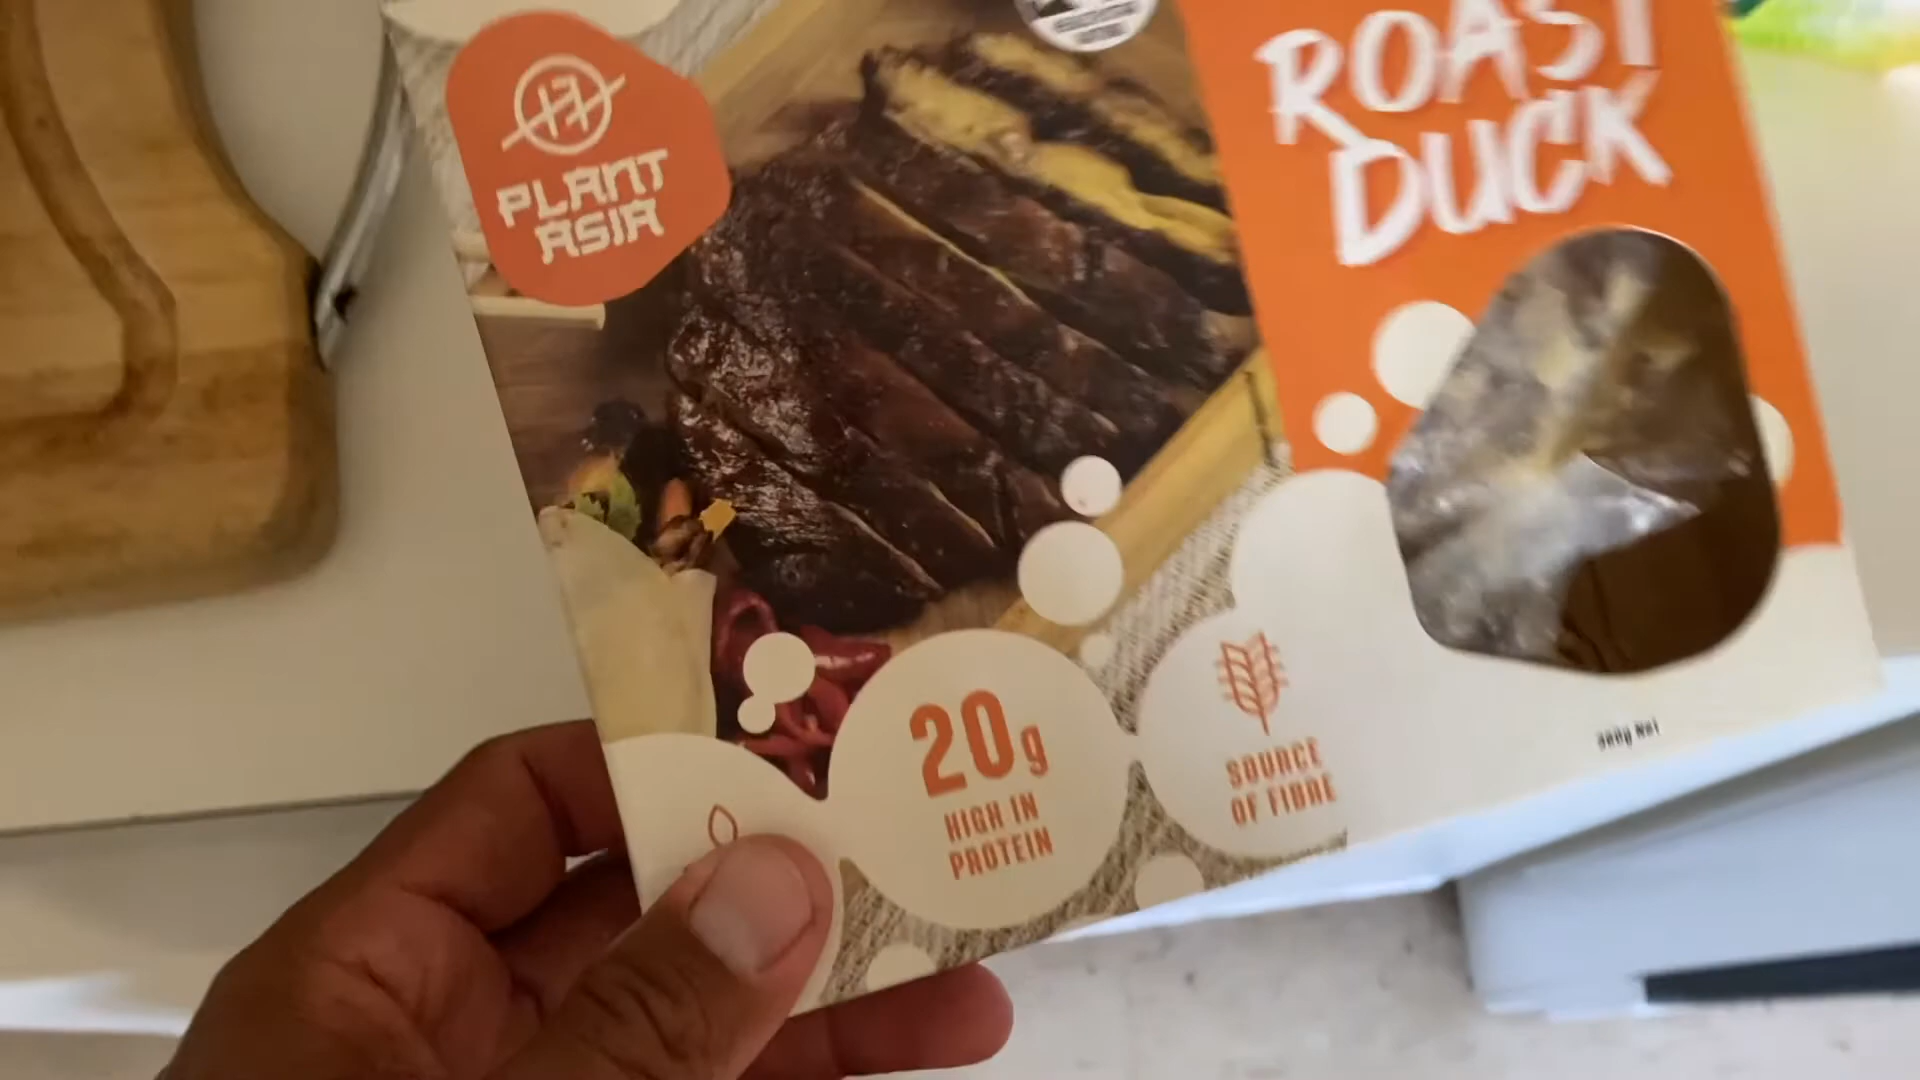 PLANT
ASIA
ROAST
DUCK
20g
HIGH IN
PROTEIN
SOURCE
OF FIBRE